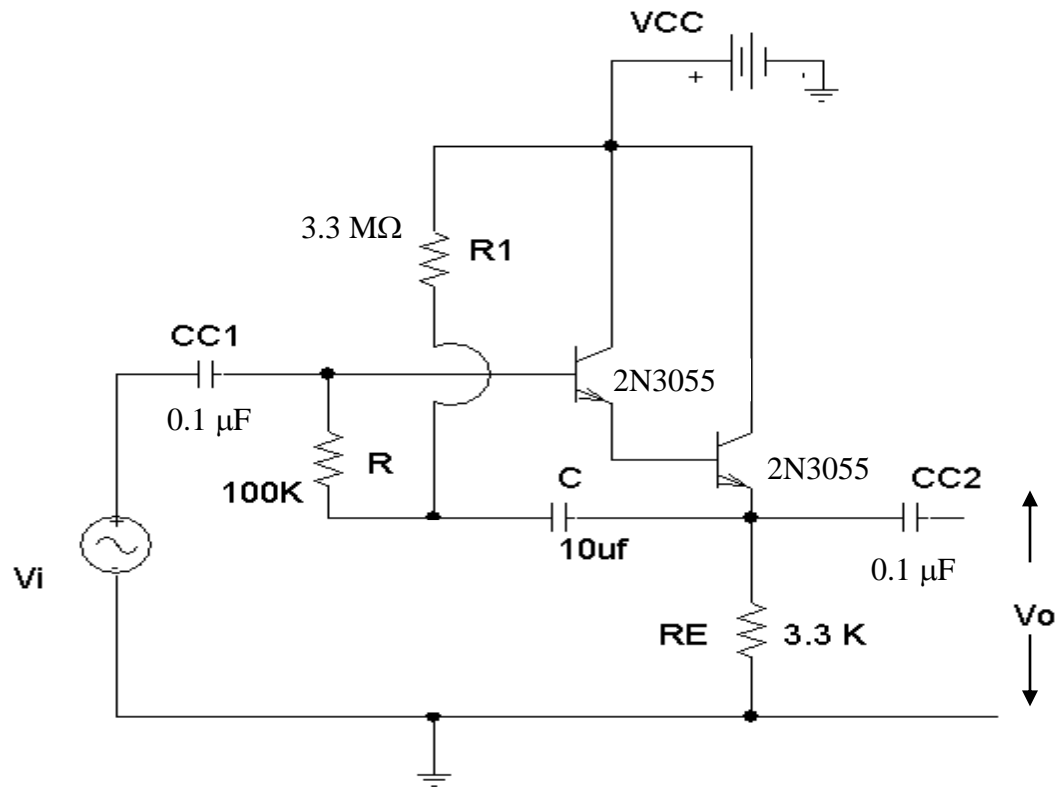 VCC
+
3.3 MΩ
R1
CC1
2N3055
0.1 μF
R
2N3055
C
CC2
100K
10uf
+
0.1 μF
Vi
RE
3.3 K
Vo